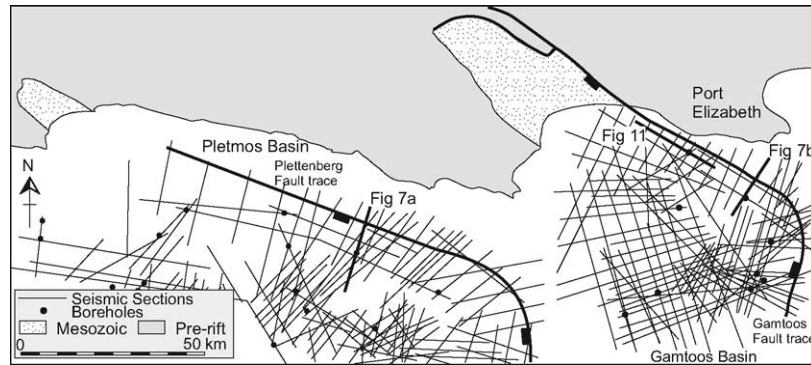 Port
Elizabeth
Pletmos Basin
Fig 11
Fig 7b
N
Plettenberg
Fault trace
Fig 7a
Seismic Sections
Boreholes
Mesozoic
Pre-rift
0
50 km
Gamtoos
Fault trace
Gamtoos Basin